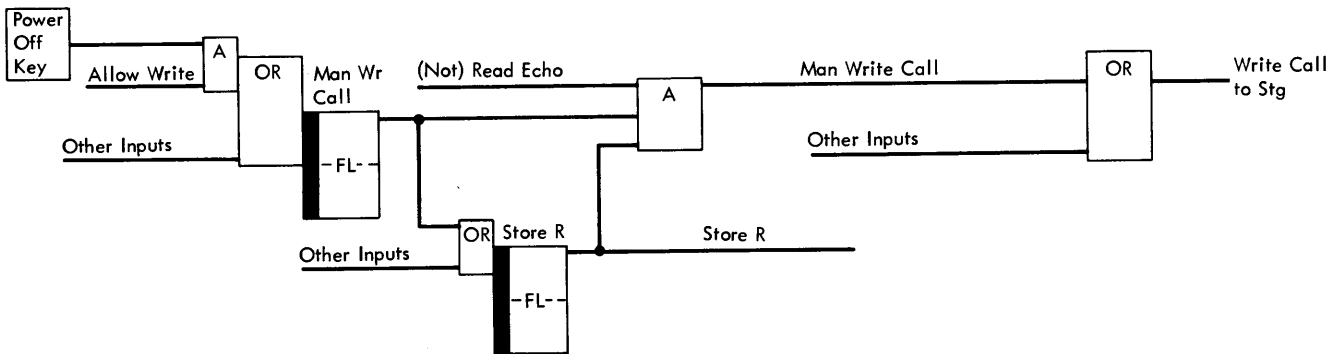 Power
Off
Key
A
Allow Write
OR
Man Wr
Call
(Not) Read Echo
A
Man Write Call
OR
Write Call
to Stg
Other Inputs
FL
Other Inputs
OR
Store R
Store R
Other Inputs
FL